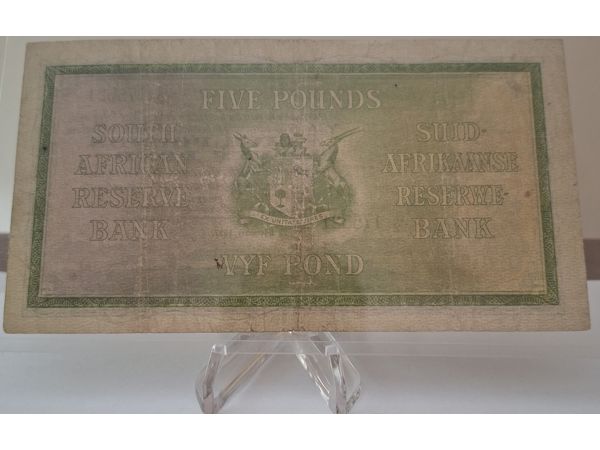 FIVE POUNDS
SOUTH
AFRICAN
RESERVE
BANK
SUID-
AFRIKAANSE
RESERWE-
BANK
VYF POND